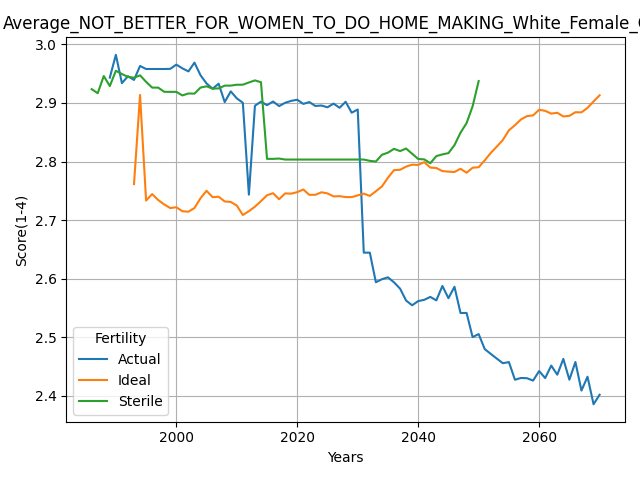 Average_NOT_BETTER_FOR_WOMEN_TO_DO_HOME_MAKING_White_Female_
3.0
2.9
2.8
2.7
2.6
2.5
2.4
Score(1-4)
Fertility
Actual
Ideal
Sterile
2000 2020 2040 2060
Years